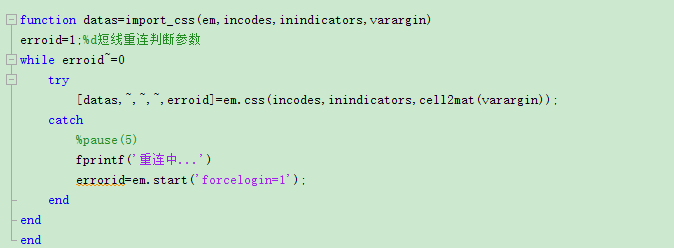 function datas=import_css(em,incodes,inindicators,varargin)
erroid=1;%d短线重连判断参数
while erroid~=0
try
[datas,~,~,~,erroid]=em.css(incodes,inindicators,cell2mat(varargin));
catch
%pause(5)
fprintf('重连中...')
errorid=em.start('forcelogin=1');
end
end
end